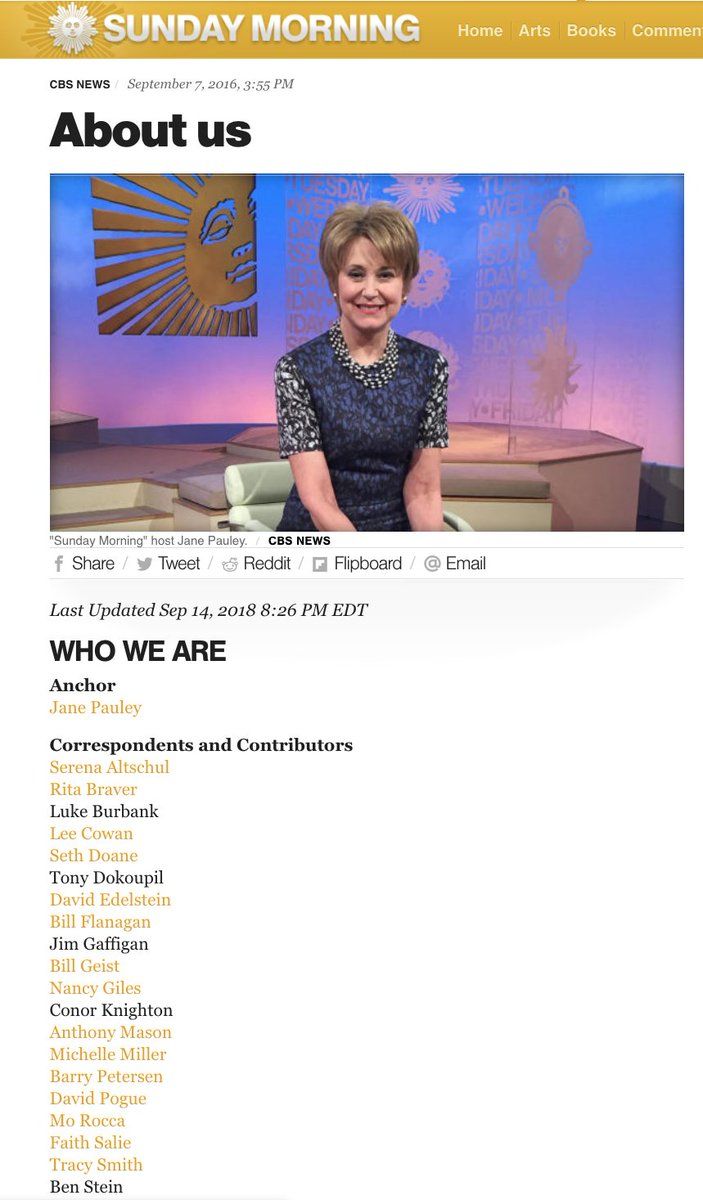 SUNDAY MORNING
Home Arts Books Commen
CBS NEWS / September 7, 2016, 3:55 PM
About us
"Sunday Morning" host Jane Pauley. / CBS NEWS
Share / Tweet / Reddit / Flipboard / Email
Last Updated Sep 14, 2018 8:26 PM EDT
WHO WE ARE
Anchor
Jane Pauley
Correspondents and Contributors
Serena Altschul
Rita Braver
Luke Burbank
Lee Cowan
Seth Doane
Tony Dokoupil
David Edelstein
Bill Flanagan
Jim Gaffigan
Bill Geist
Nancy Giles
Conor Knighton
Anthony Mason
Michelle Miller
Barry Petersen
David Pogue
Mo Rocca
Faith Salie
Tracy Smith
Ben Stein